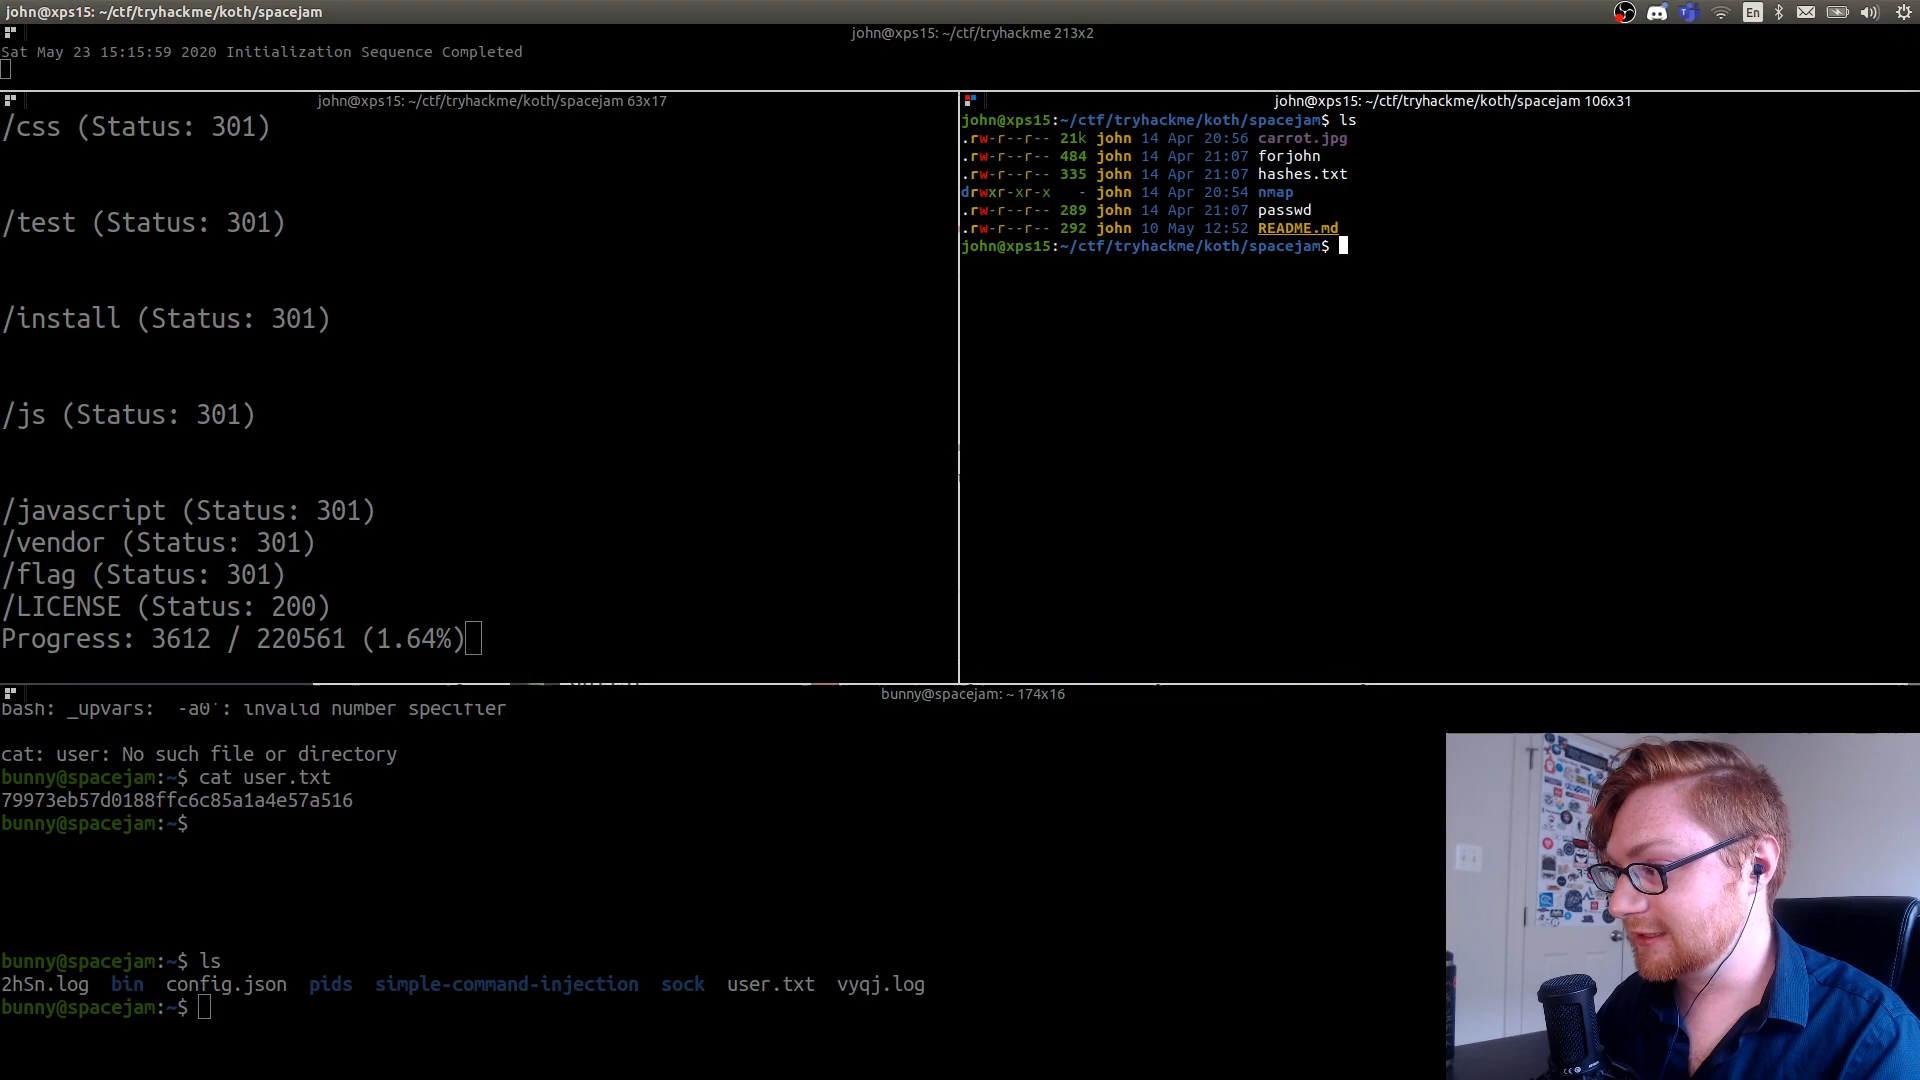 john@xps15: ~/ctf/tryhackme/koth/spacejam
En
john@xps15: ~/ctf/tryhackme 213x2
Sat May 23 15:15:59 2020 Initialization Sequence Completed
john@xps15: ~/ctf/tryhackme/koth/spacejam 63x17
/css (Status: 301)
/test (Status: 301)
/install (Status: 301)
/js (Status: 301)
/javascript (Status: 301)
/vendor (Status: 301)
/flag (Status: 301)
/LICENSE (Status: 200)
Progress: 3612 / 220561 (1.64%)
john@xps15: ~/ctf/tryhackme/koth/spacejam 106x31
john@xps15:~/ctf/tryhackme/koth/spacejam$ ls
.rw-r--r-- 21k john 14 Apr 20:56 carrot.jpg
.rw-r--r-- 484 john 14 Apr 21:07 forjohn
.rw-r--r-- 335 john 14 Apr 21:07 hashes.txt
drwxr-xr-x - john 14 Apr 20:54 nmap
.rw-r--r-- 289 john 14 Apr 21:07 passwd
.rw-r--r-- 292 john 10 May 12:52 README.md
john@xps15:~/ctf/tryhackme/koth/spacejam$
bunny@spacejam: ~ 174x16
bash: _upvars: `-a0': invalid number specifier
cat: user: No such file or directory
bunny@spacejam:~$ cat user.txt
79973eb57d0188ffc6c85a1a4e57a516
bunny@spacejam:~$
bunny@spacejam:~$ ls
2hSn.log bin config.json pids simple-command-injection sock user.txt vyqj.log
bunny@spacejam:~$